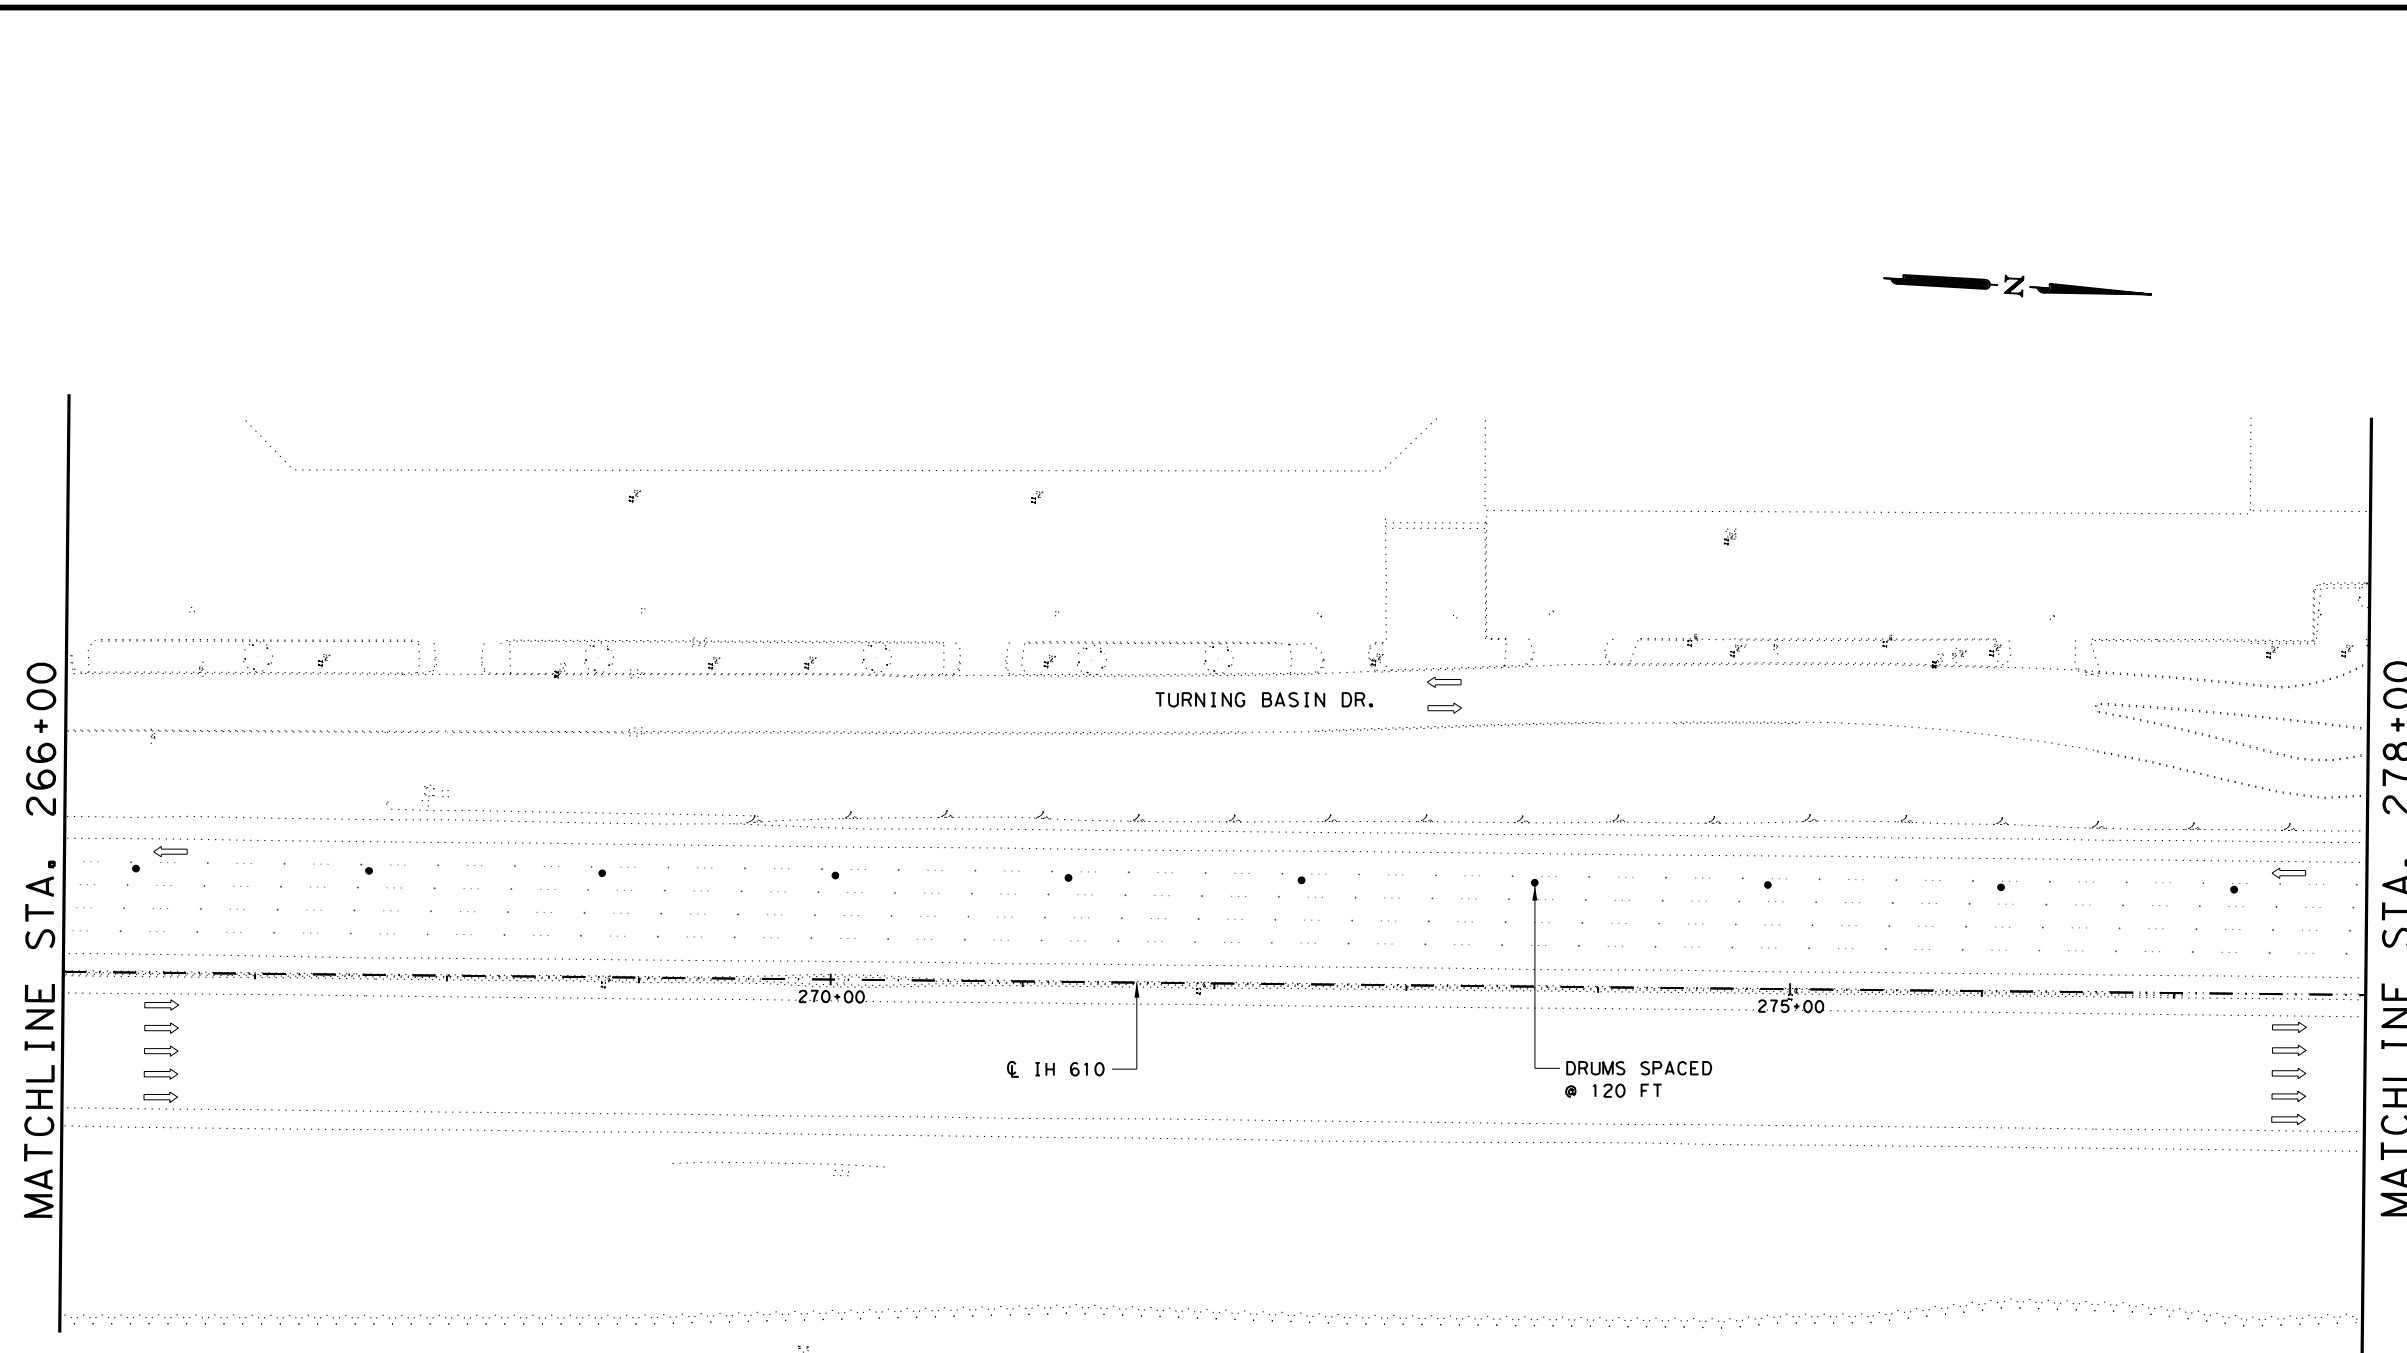 N
MATCHLINE STA. 266+00
MATCHLINE STA. 278+00
TURNING BASIN DR.
270+00
275+00
℄ IH 610
DRUMS SPACED
@ 120 FT